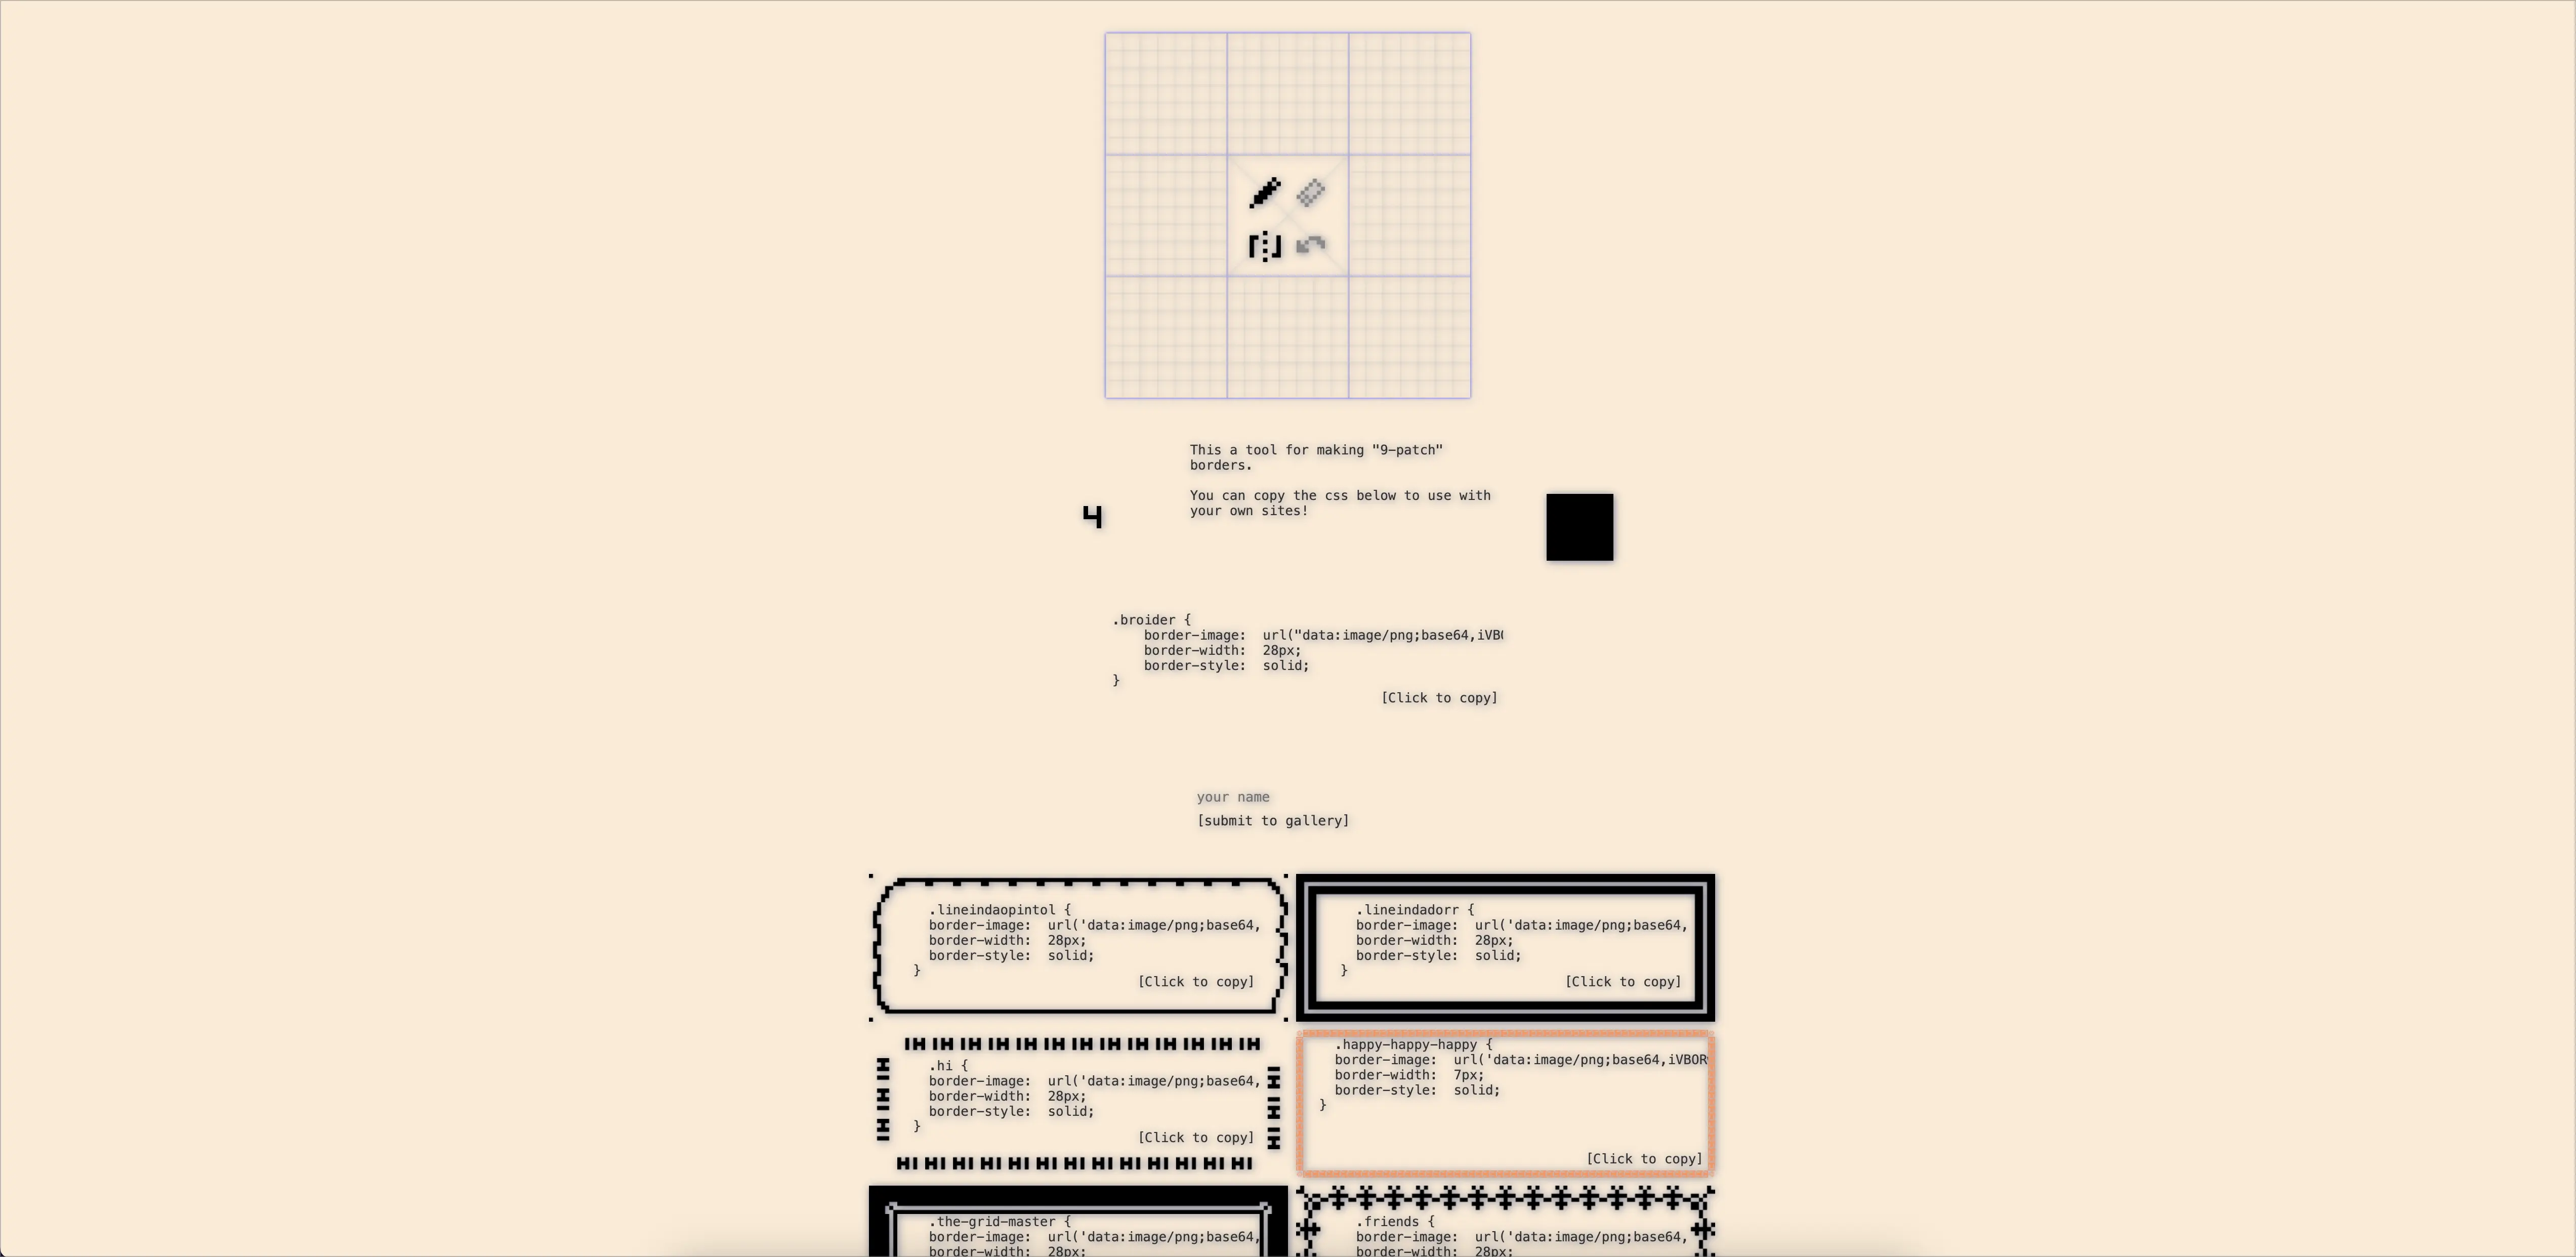 This a tool for making "9-patch"
borders.
You can copy the css below to use with
your own sites!
4
.broider {
border-image: url("data:image/png;base64,iVB
border-width: 28px;
border-style: solid;
}
[Click to copy]
your name
[submit to gallery]
.lineindaopintol {
border-image: url('data:image/png;base64,
border-width: 28px;
border-style: solid;
}
[Click to copy]
.lineindadorr {
border-image: url('data:image/png;base64,
border-width: 28px;
border-style: solid;
}
[Click to copy]
.hi {
border-image: url('data:image/png;base64,
border-width: 28px;
border-style: solid;
}
[Click to copy]
.happy-happy-happy {
border-image: url('data:image/png;base64,iVBOR
border-width: 7px;
border-style: solid;
}
[Click to copy]
.the-grid-master {
border-image: url('data:image/png;base64,
border-width: 28px;
.friends {
border-image: url('data:image/png;base64,
border-width: 28px;